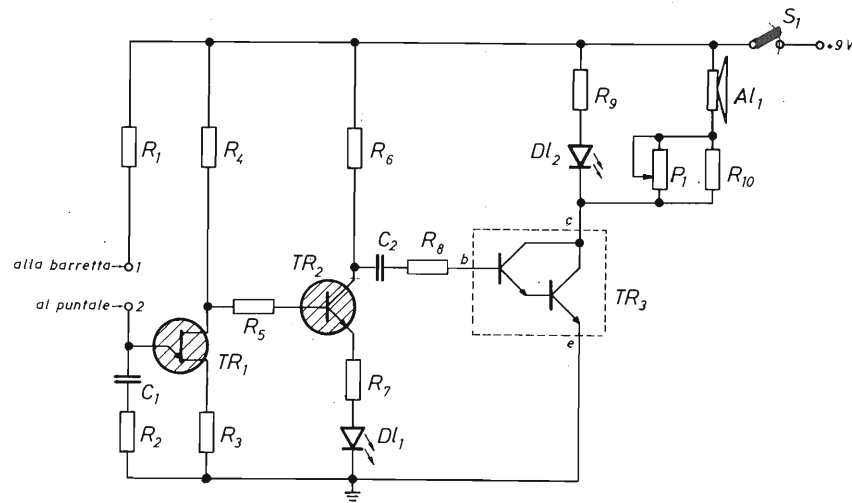 S1
+9V
R1
R4
R6
R9
Al1
Dl2
P1
R10
c
C2
R8
b
TR2
alla barretta→ 1
al puntale→ 2
R5
TR3
TR1
e
C1
R7
R2
R3
Dl1